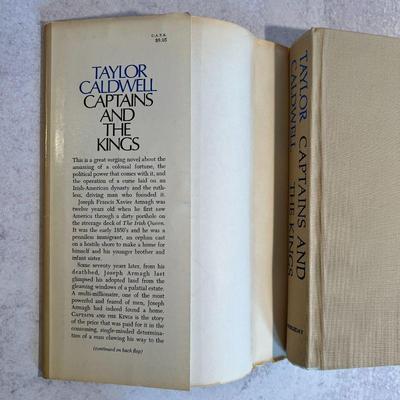 C.A.T.K.
$9.95
TAYLOR
CALDWELL
CAPTAINS
AND
THE
KINGS
This is a great surging novel about the
amassing of a colossal fortune, the
political power that comes with it, and
the operation of a curse laid on an
Irish-American dynasty and the ruth-
less, driving man who founded it.
Joseph Francis Xavier Armagh was
twelve years old when he first saw
America through a dirty porthole on
the steerage deck of The Irish Queen.
It was the early 1850's and he was a
penniless immigrant, an orphan cast
on a hostile shore to make a home for
himself and his younger brother and
infant sister.
Some seventy years later, from his
deathbed, Joseph Armagh last
glimpsed his adopted land from the
gleaming windows of a palatial estate.
A multi-millionaire, one of the most
powerful and feared of men, Joseph
Armagh had indeed found a home.
CAPTAINS AND THE KINGS is the story
of the price that was paid for it in the
consuming, single-minded determina-
tion of a man clawing his way to the
(continued on back flap)
TAYLOR
CALDWELL
CAPTAINS AND
THE KINGS